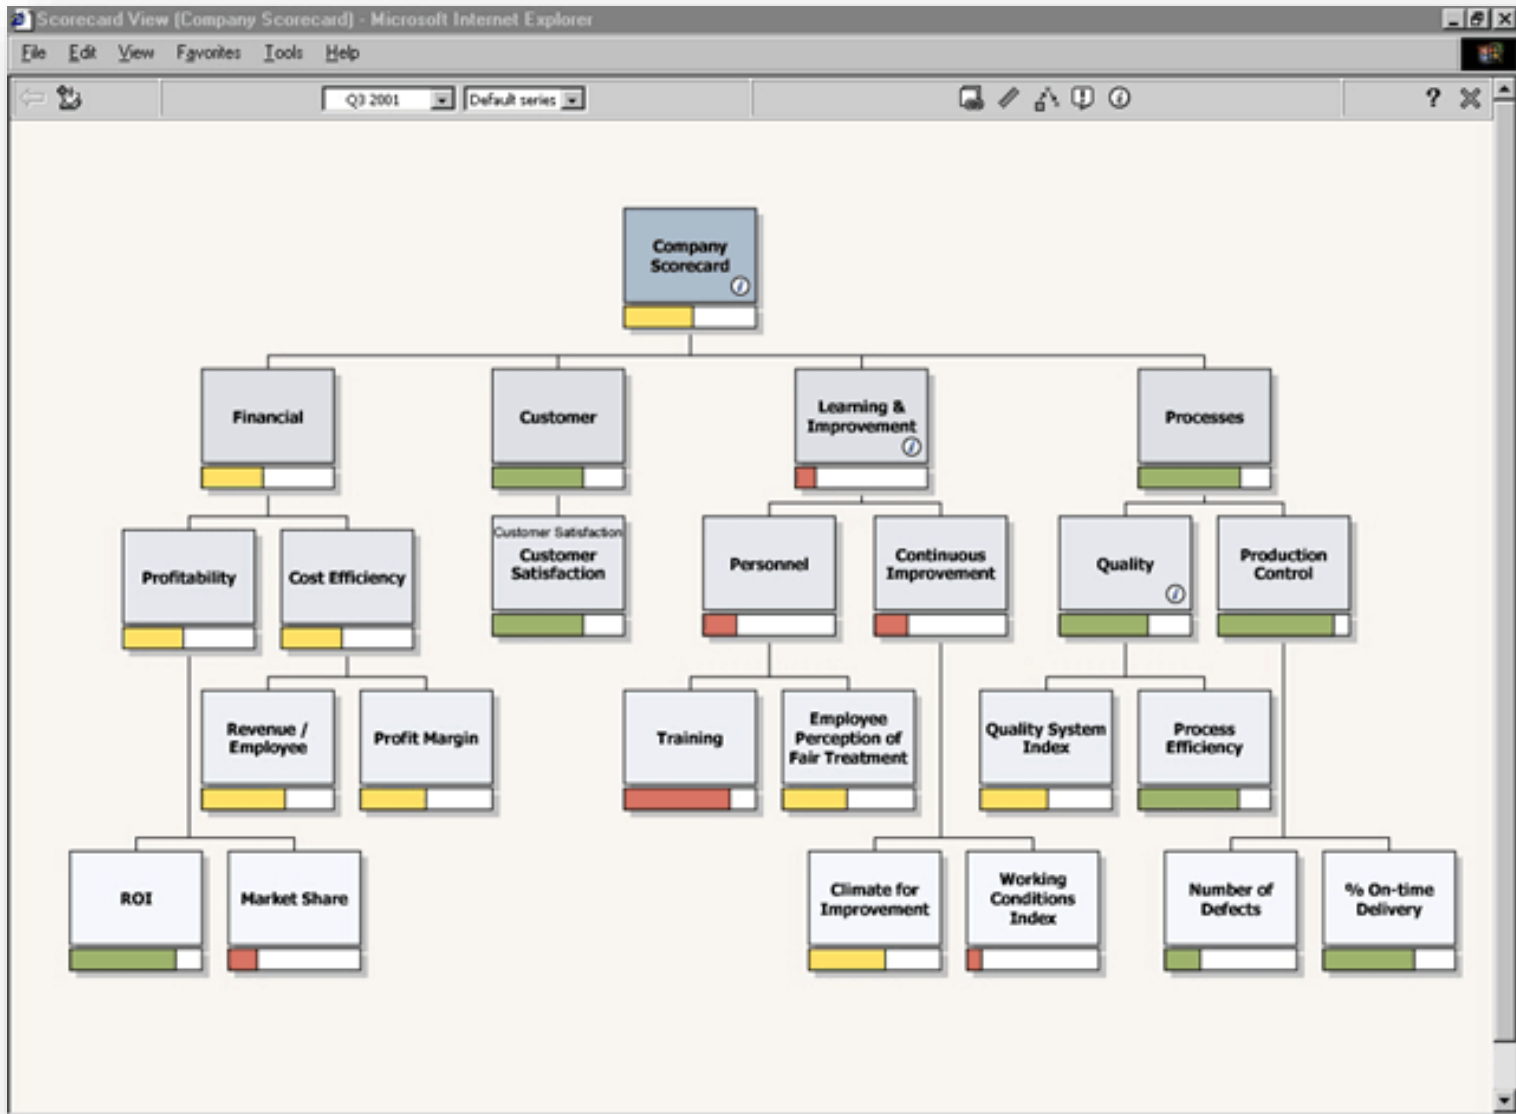 Scorecard View (Company Scorecard) - Microsoft Internet Explorer
File Edit View Favorites Tools Help
Q3 2001 Default series
?
Company
Scorecard
Financial
Customer
Learning &
Improvement
Processes
Profitability
Cost Efficiency
Customer Satisfaction
Customer
Satisfaction
Personnel
Continuous
Improvement
Quality
Production
Control
Revenue /
Employee
Profit Margin
Training
Employee
Perception of
Fair Treatment
Quality System
Index
Process
Efficiency
ROI
Market Share
Climate for
Improvement
Working
Conditions
Index
Number of
Defects
% On-time
Delivery